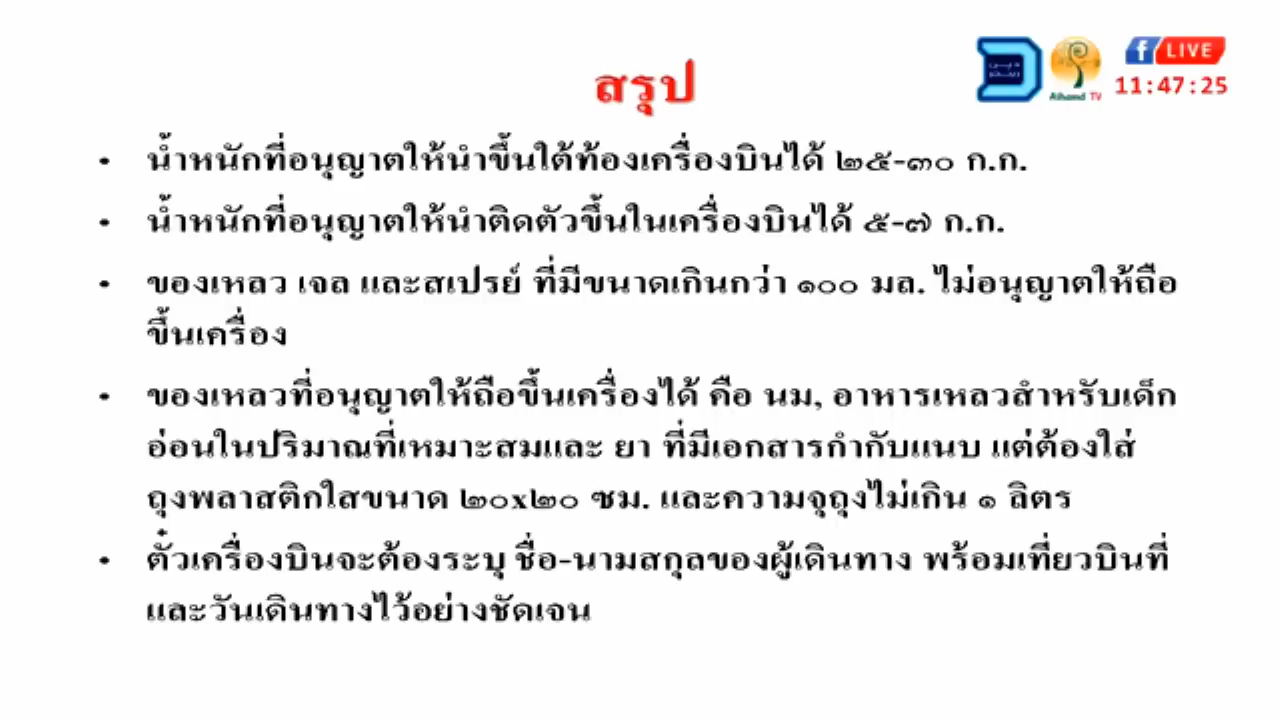 LIVE
11:47:25
Alhamd TV
สรุป
• น้ำหนักที่อนุญาตให้นำขึ้นใต้ท้องเครื่องบินได้ ๒๕-๓๐ ก.ก.
• น้ำหนักที่อนุญาตให้นำติดตัวขึ้นในเครื่องบินได้ ๕-๗ ก.ก.
• ของเหลว เจล และสเปรย์ ที่มีขนาดเกินกว่า ๑๐๐ มล. ไม่อนุญาตให้ถือ
ขึ้นเครื่อง
• ของเหลวที่อนุญาตให้ถือขึ้นเครื่องได้ คือ นม, อาหารเหลวสำหรับเด็ก
อ่อนในปริมาณที่เหมาะสมและ ยา ที่มีเอกสารกำกับแนบ แต่ต้องใส่
ถุงพลาสติกใสขนาด ๒๐x๒๐ ซม. และความจุถุงไม่เกิน ๑ ลิตร
• ตั๋วเครื่องบินจะต้องระบุ ชื่อ-นามสกุลของผู้เดินทาง พร้อมเที่ยวบินที่
และวันเดินทางไว้อย่างชัดเจน